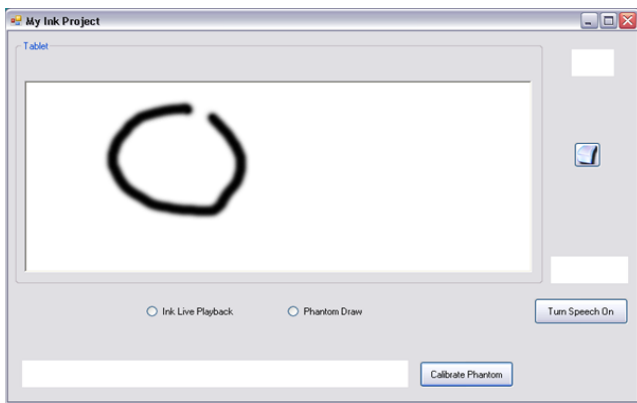 My Ink Project
Tablet
Ink Live Playback
Phantom Draw
Turn Speech On
Calibrate Phantom